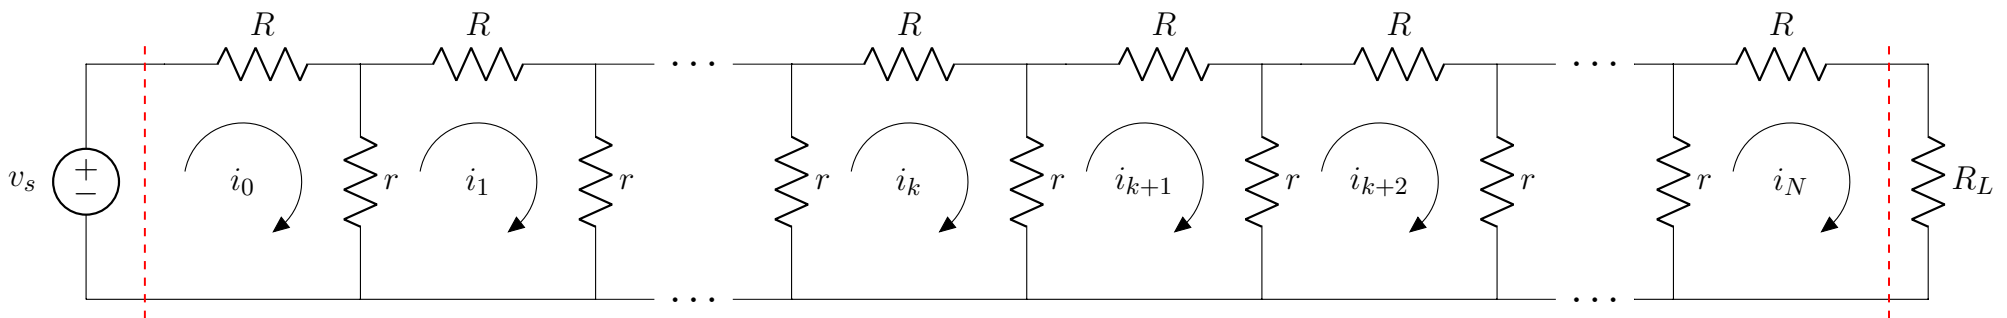 R R ... R R R ... R
v_s + − i_0 r i_1 r r i_k r i_{k+1} r i_{k+2} r r i_N R_L
... ...